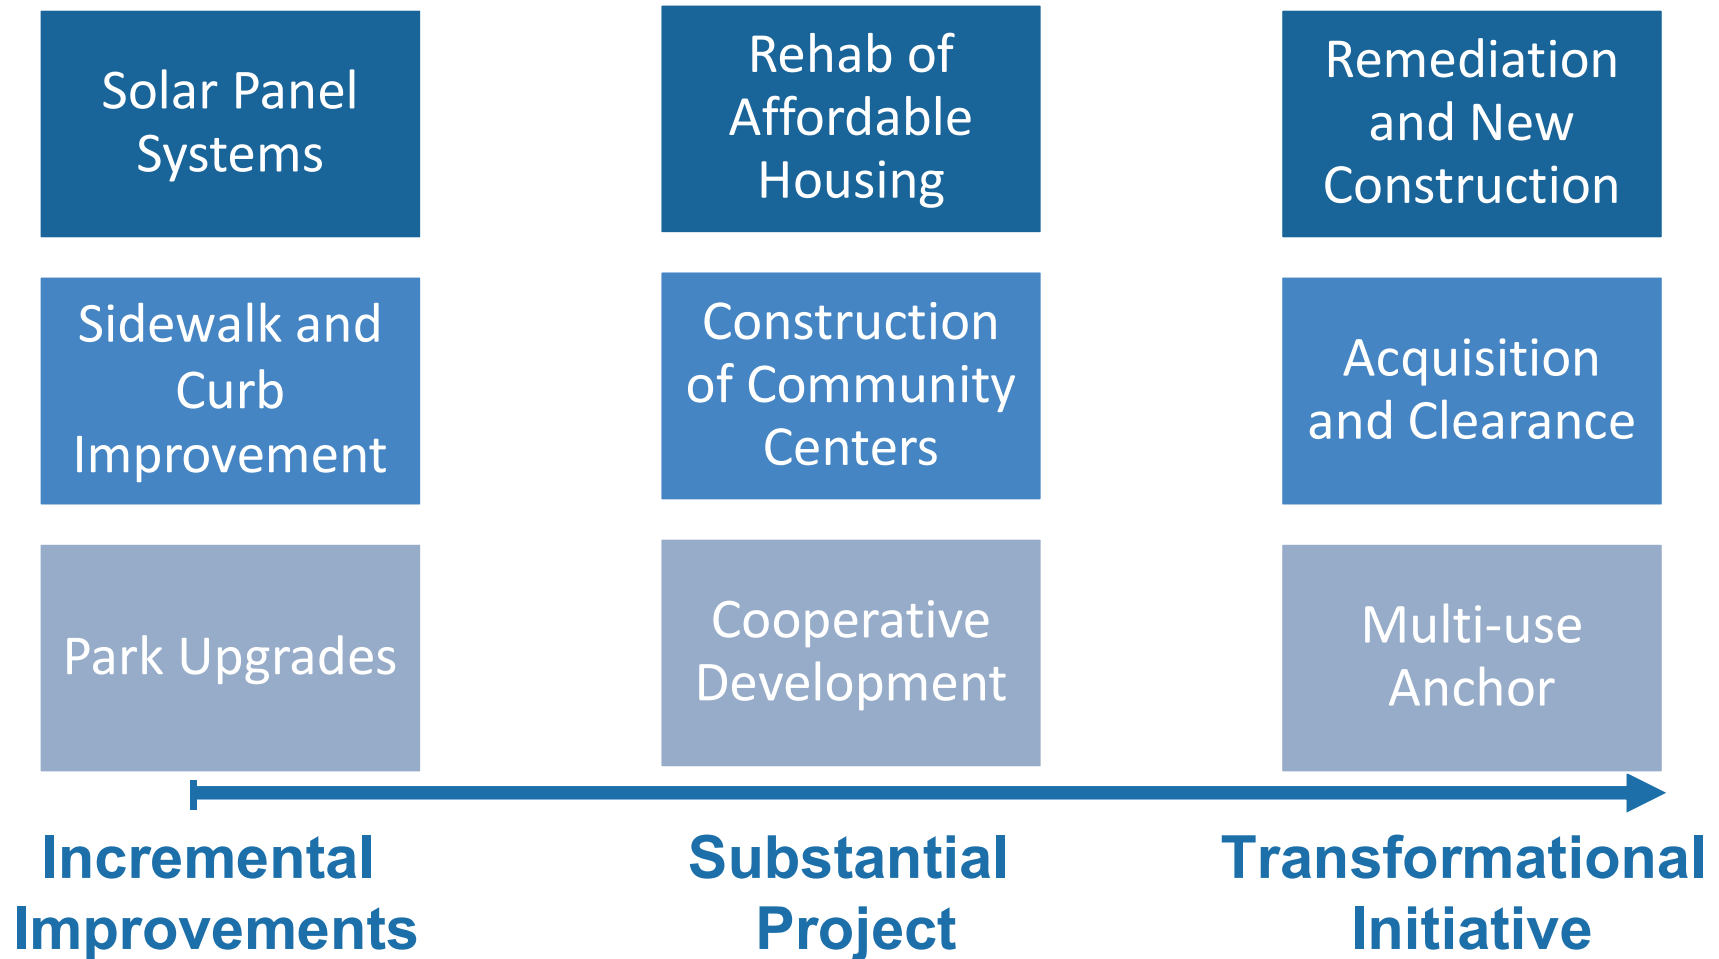 Solar Panel
Systems
Rehab of
Affordable
Housing
Remediation
and New
Construction
Sidewalk and
Curb
Improvement
Construction
of Community
Centers
Acquisition
and Clearance
Park Upgrades
Cooperative
Development
Multi-use
Anchor
Incremental
Improvements
Substantial
Project
Transformational
Initiative